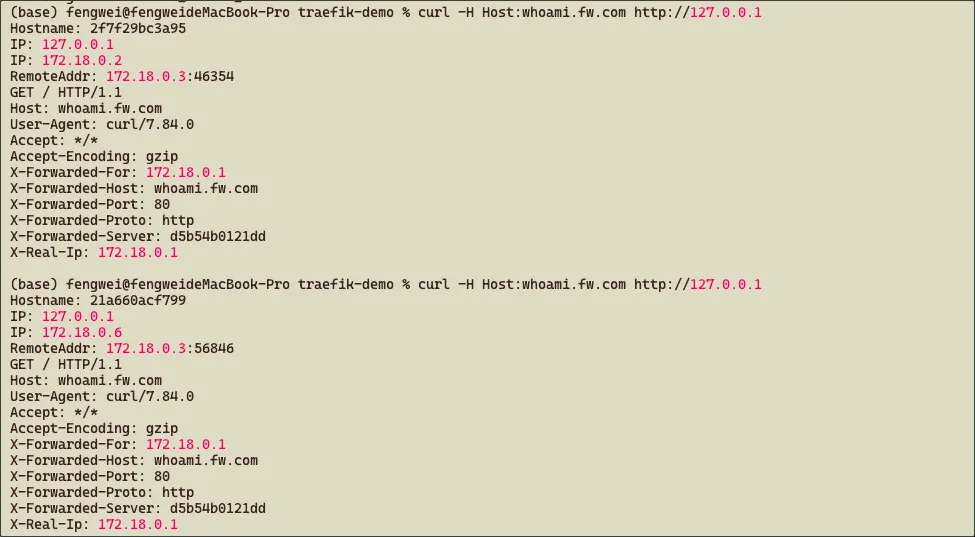 (base) fengwei@fengweideMacBook-Pro traefik-demo % curl -H Host:whoami.fw.com http://127.0.0.1
Hostname: 2f7f29bc3a95
IP: 127.0.0.1
IP: 172.18.0.2
RemoteAddr: 172.18.0.3:46354
GET / HTTP/1.1
Host: whoami.fw.com
User-Agent: curl/7.84.0
Accept: */*
Accept-Encoding: gzip
X-Forwarded-For: 172.18.0.1
X-Forwarded-Host: whoami.fw.com
X-Forwarded-Port: 80
X-Forwarded-Proto: http
X-Forwarded-Server: d5b54b0121dd
X-Real-Ip: 172.18.0.1

(base) fengwei@fengweideMacBook-Pro traefik-demo % curl -H Host:whoami.fw.com http://127.0.0.1
Hostname: 21a660acf799
IP: 127.0.0.1
IP: 172.18.0.6
RemoteAddr: 172.18.0.3:56846
GET / HTTP/1.1
Host: whoami.fw.com
User-Agent: curl/7.84.0
Accept: */*
Accept-Encoding: gzip
X-Forwarded-For: 172.18.0.1
X-Forwarded-Host: whoami.fw.com
X-Forwarded-Port: 80
X-Forwarded-Proto: http
X-Forwarded-Server: d5b54b0121dd
X-Real-Ip: 172.18.0.1